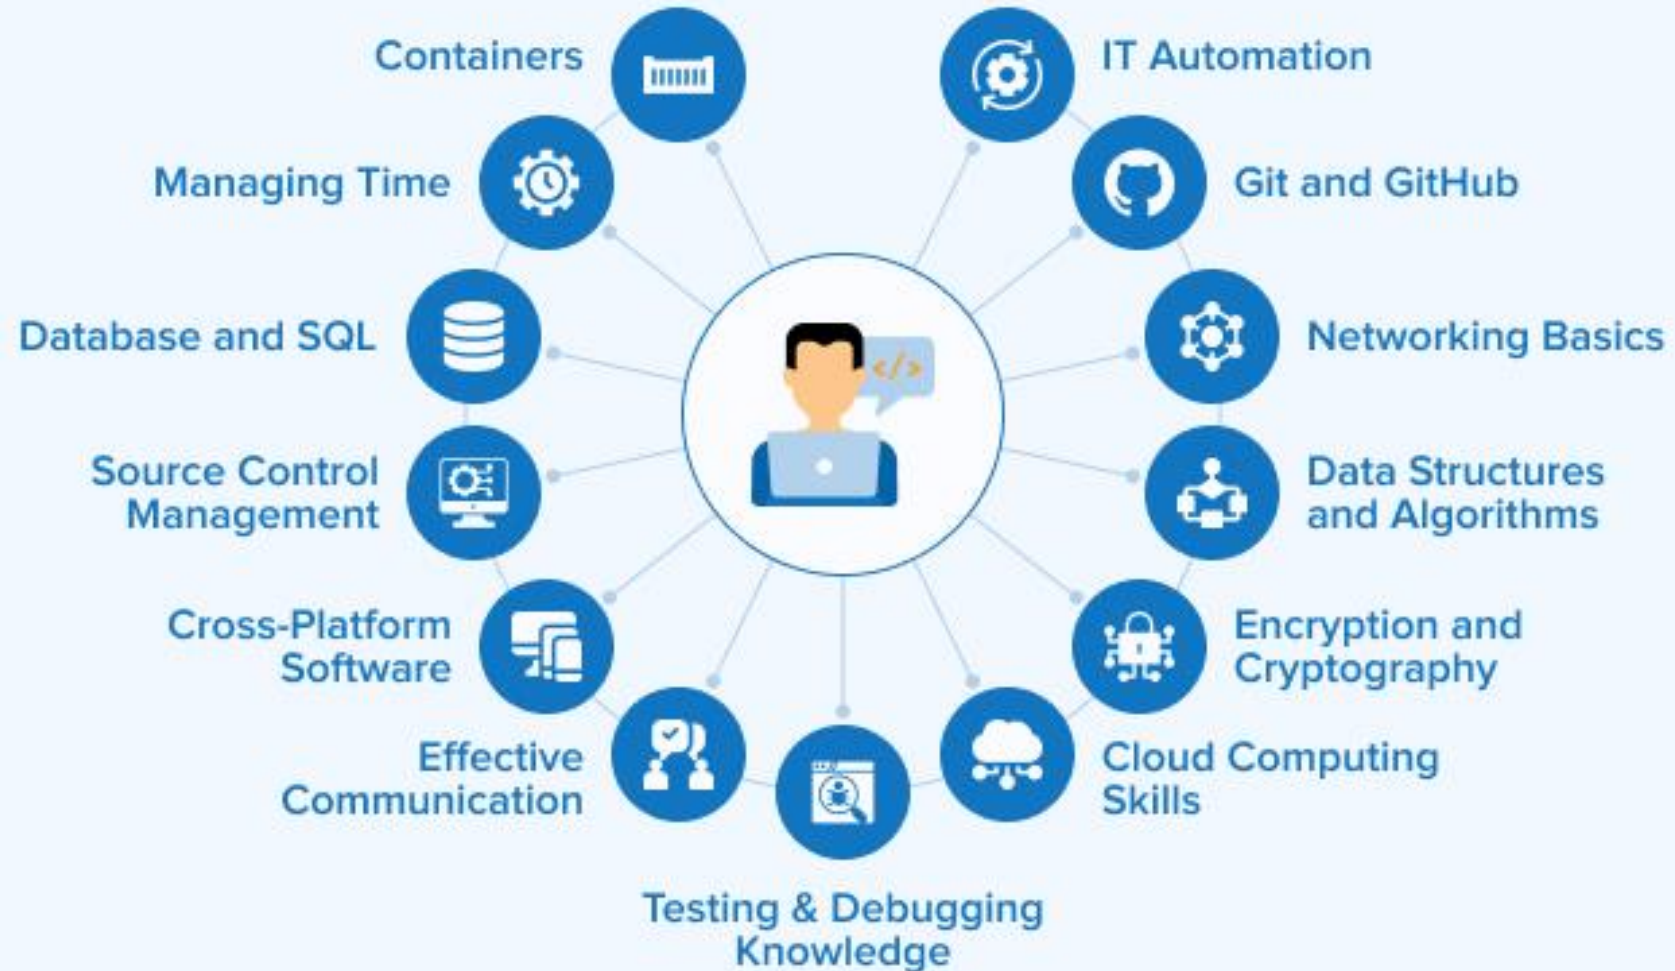 Containers
IT Automation
Managing Time
Git and GitHub
Database and SQL
Networking Basics
Source Control
Management
Data Structures
and Algorithms
Cross-Platform
Software
Encryption and
Cryptography
Effective
Communication
Cloud Computing
Skills
Testing & Debugging
Knowledge
</>